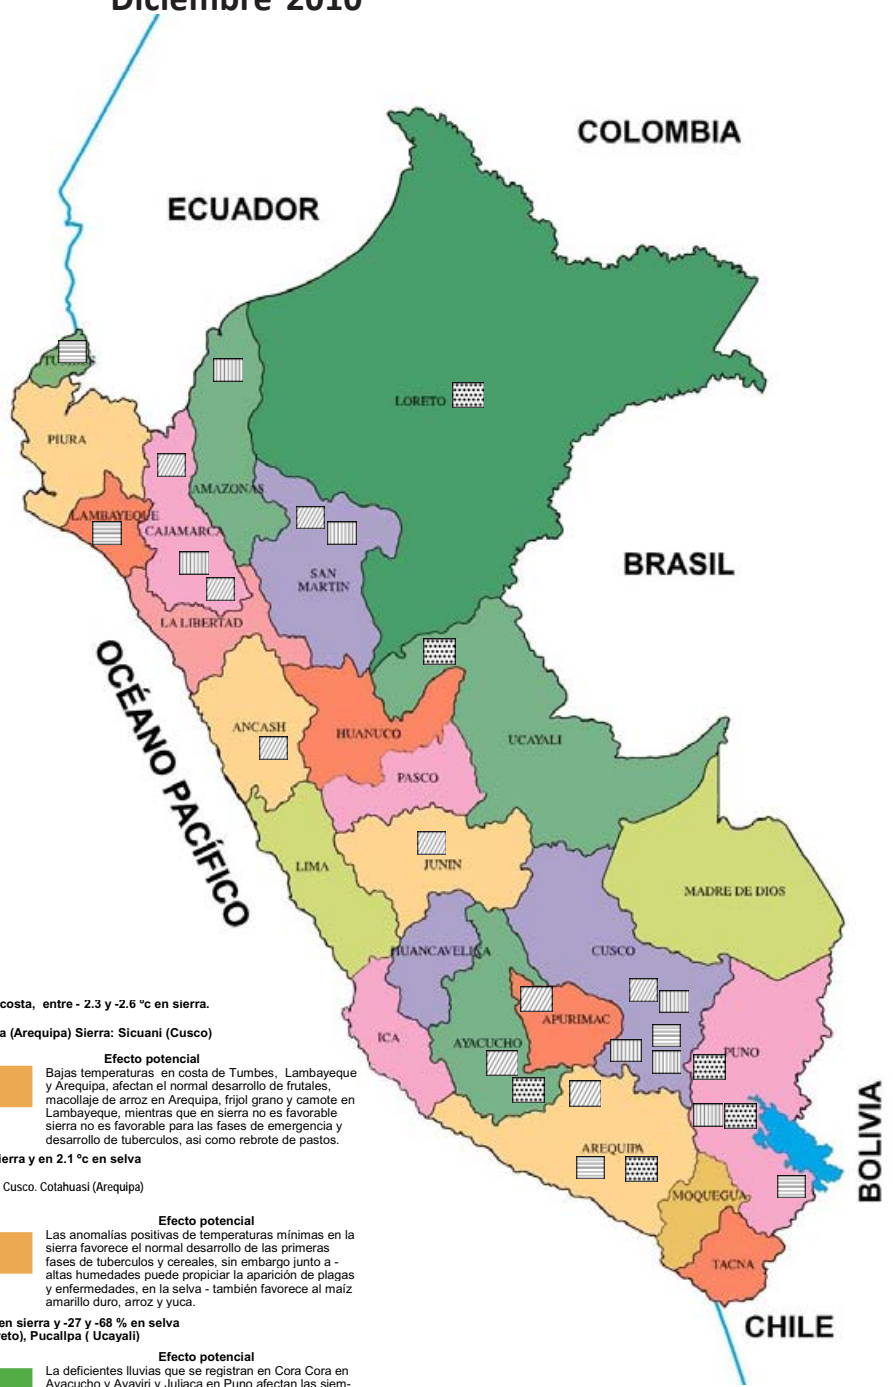 Diciembre 2010
COLOMBIA
ECUADOR
TUMBES
LORETO
PIURA
AMAZONAS
LAMBAYEQUE
CAJAMARCA
BRASIL
SAN
MARTIN
LA LIBERTAD
OCÉANO PACÍFICO
ANCASH
HUANUCO
UCAYALI
PASCO
LIMA
JUNIN
MADRE DE DIOS
HUANCAVELICA
CUSCO
ICA
AYACUCHO
APURIMAC
PUNO
AREQUIPA
MOQUEGUA
TACNA
BOLIVIA
CHILE
costa, entre - 2.3 y -2.6 ºc en sierra.
a (Arequipa) Sierra: Sicuani (Cusco)
Efecto potencial
Bajas temperaturas en costa de Tumbes, Lambayeque
y Arequipa, afectan el normal desarrollo de frutales,
macollaje de arroz en Arequipa, frijol grano y camote en
Lambayeque, mientras que en sierra no es favorable
sierra no es favorable para las fases de emergencia y
desarrollo de tuberculos, asi como rebrote de pastos.
ierra y en 2.1 ºc en selva
Cusco. Cotahuasi (Arequipa)
Efecto potencial
Las anomalías positivas de temperaturas mínimas en la
sierra favorece el normal desarrollo de las primeras
fases de tuberculos y cereales, sin embargo junto a -
altas humedades puede propiciar la aparición de plagas
y enfermedades, en la selva - también favorece al maíz
amarillo duro, arroz y yuca.
en sierra y -27 y -68 % en selva
reto), Pucallpa ( Ucayali)
Efecto potencial
La deficientes lluvias que se registran en Cora Cora en
Ayacucho y Ayaviri y Juliaca en Puno afectan las siem-